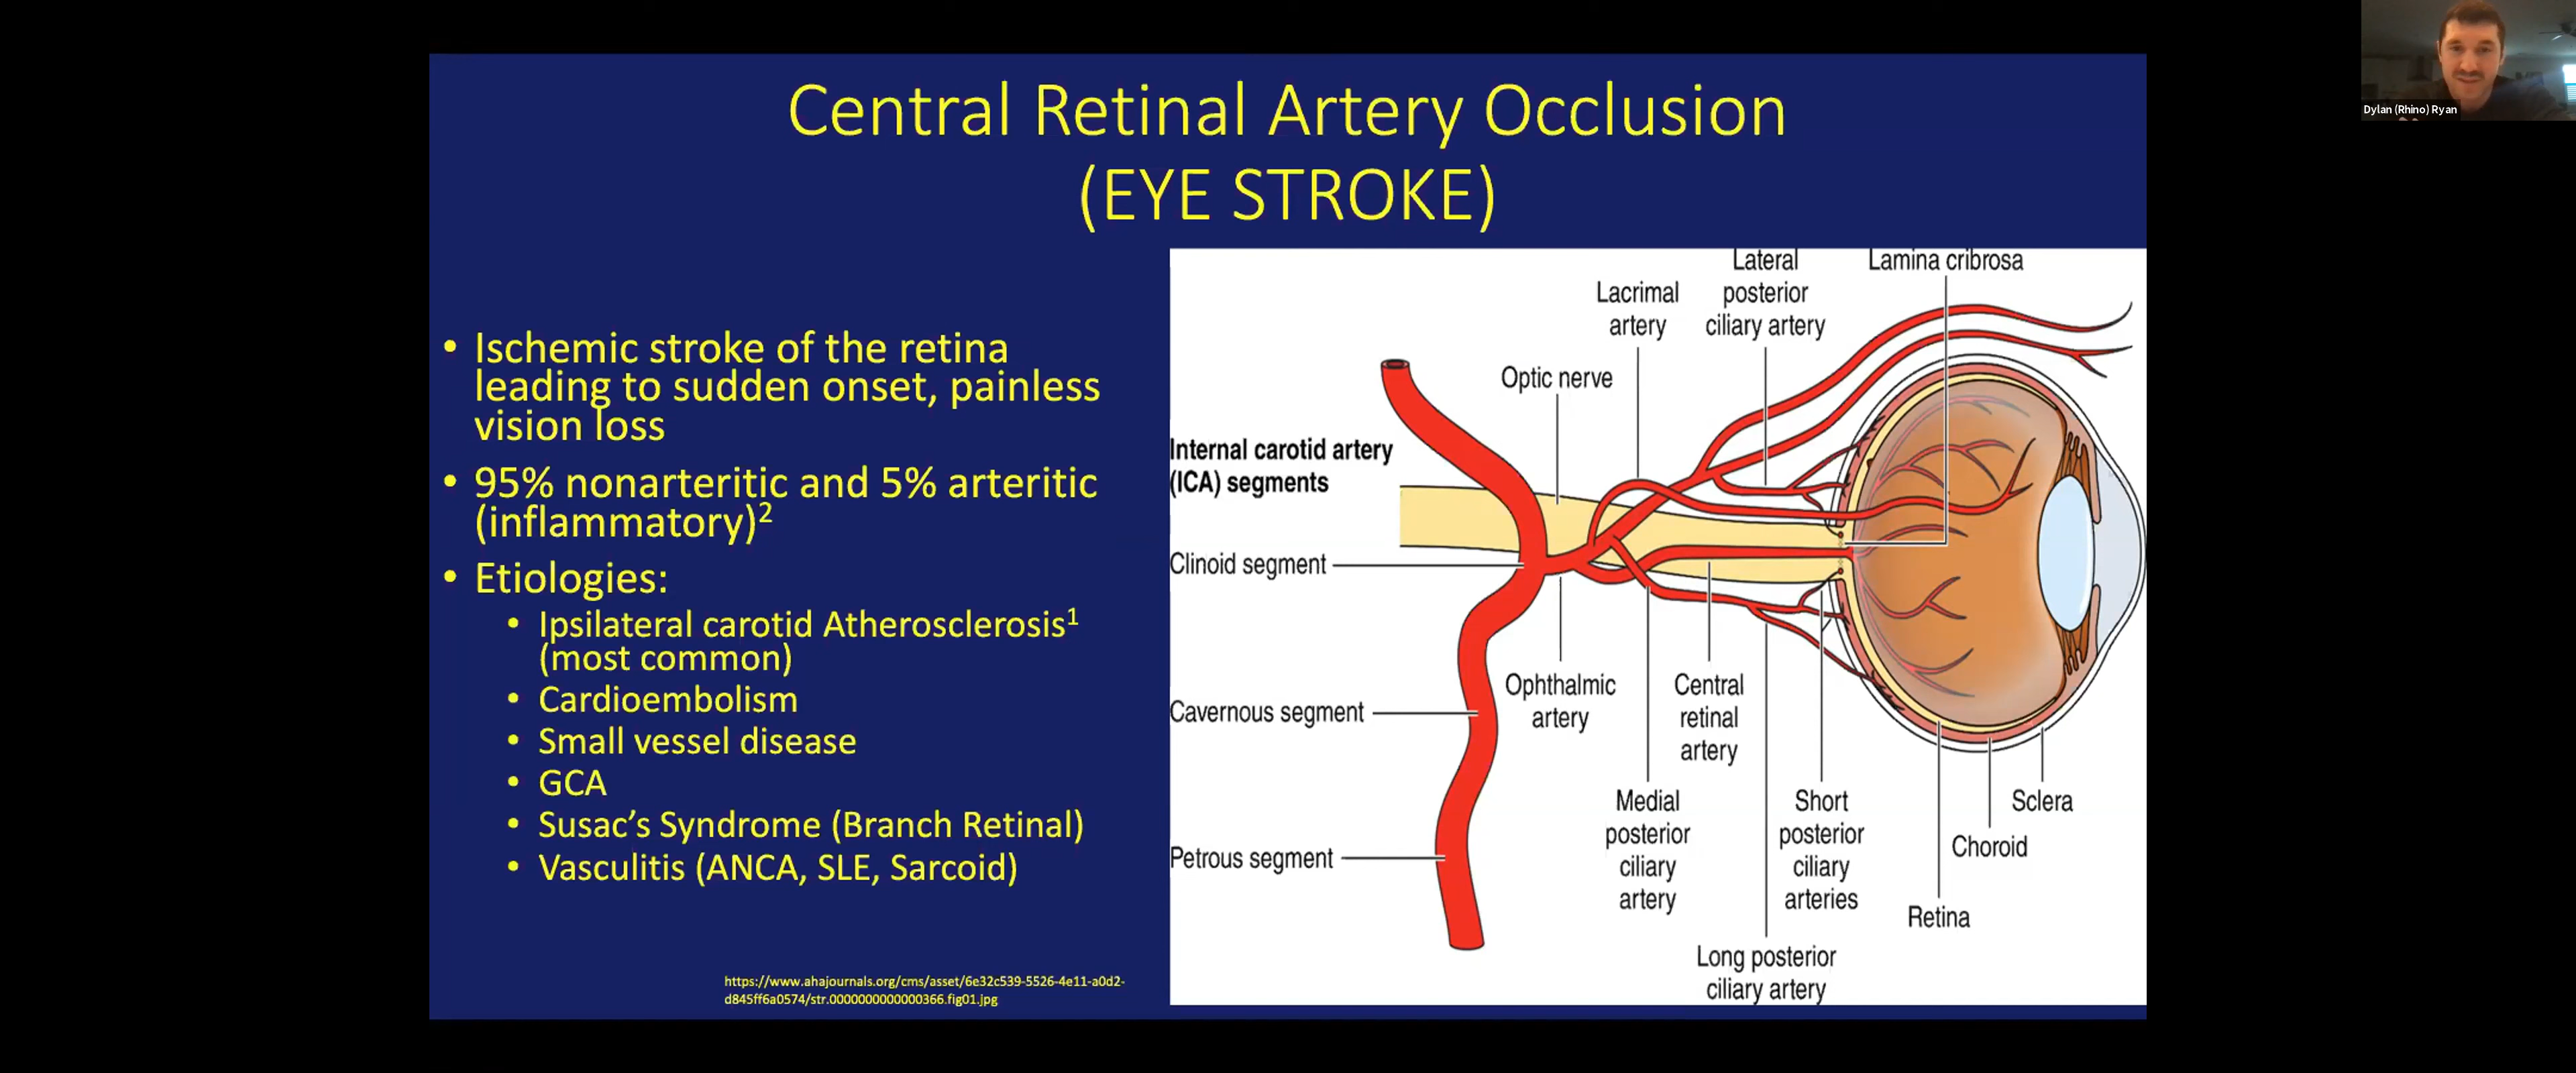 Central Retinal Artery Occlusion
(EYE STROKE)
• Ischemic stroke of the retina
leading to sudden onset, painless
vision loss
• 95% nonarteritic and 5% arteritic
(inflammatory)²
• Etiologies:
• Ipsilateral carotid Atherosclerosis¹
(most common)
• Cardioembolism
• Small vessel disease
• GCA
• Susac’s Syndrome (Branch Retinal)
• Vasculitis (ANCA, SLE, Sarcoid)
https://www.ahajournals.org/cms/asset/6e32c539-5526-4e11-a0d2-
d845ff6a0574/str.0000000000000366.fig01.jpg
Lateral
posterior
ciliary artery
Lamina cribrosa
Lacrimal
artery
Optic nerve
Internal carotid artery
(ICA) segments
Clinoid segment
Cavernous segment
Petrous segment
Ophthalmic
artery
Central
retinal
artery
Medial
posterior
ciliary
artery
Short
posterior
ciliary
arteries
Long posterior
ciliary artery
Sclera
Choroid
Retina
Dylan (Rhino) Ryan